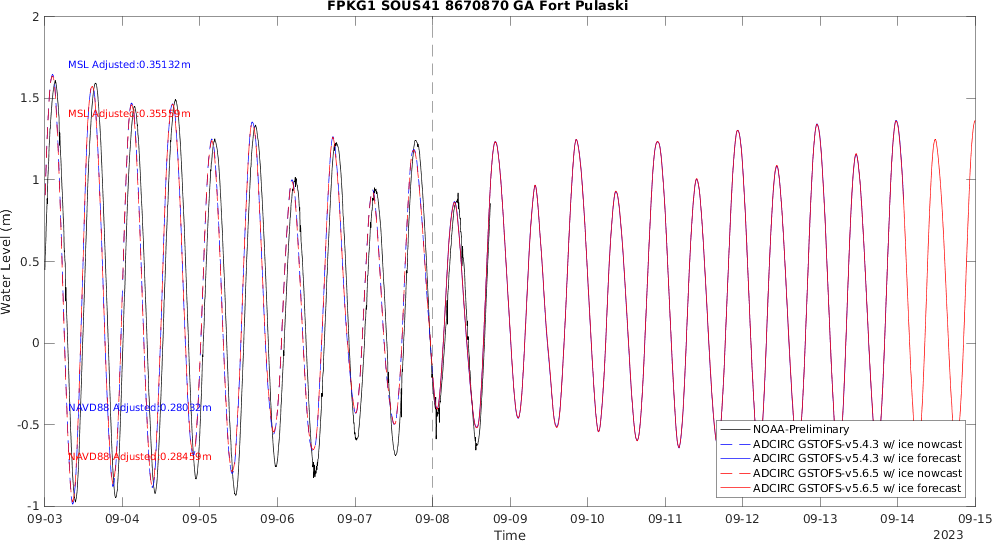 FPKG1 SOUS41 8670870 GA Fort Pulaski
2
1.5
1
0.5
0
-0.5
-1
Water Level (m)
MSL Adjusted:0.35132m
MSL Adjusted:0.35559m
NAVD88 Adjusted:0.28032m
NAVD88 Adjusted:0.28459m
NOAA-Preliminary
ADCIRC GSTOFS-v5.4.3 w/ ice nowcast
ADCIRC GSTOFS-v5.4.3 w/ ice forecast
ADCIRC GSTOFS-v5.6.5 w/ ice nowcast
ADCIRC GSTOFS-v5.6.5 w/ ice forecast
09-03 09-04 09-05 09-06 09-07 09-08 09-09 09-10 09-11 09-12 09-13 09-14 09-15
Time
2023